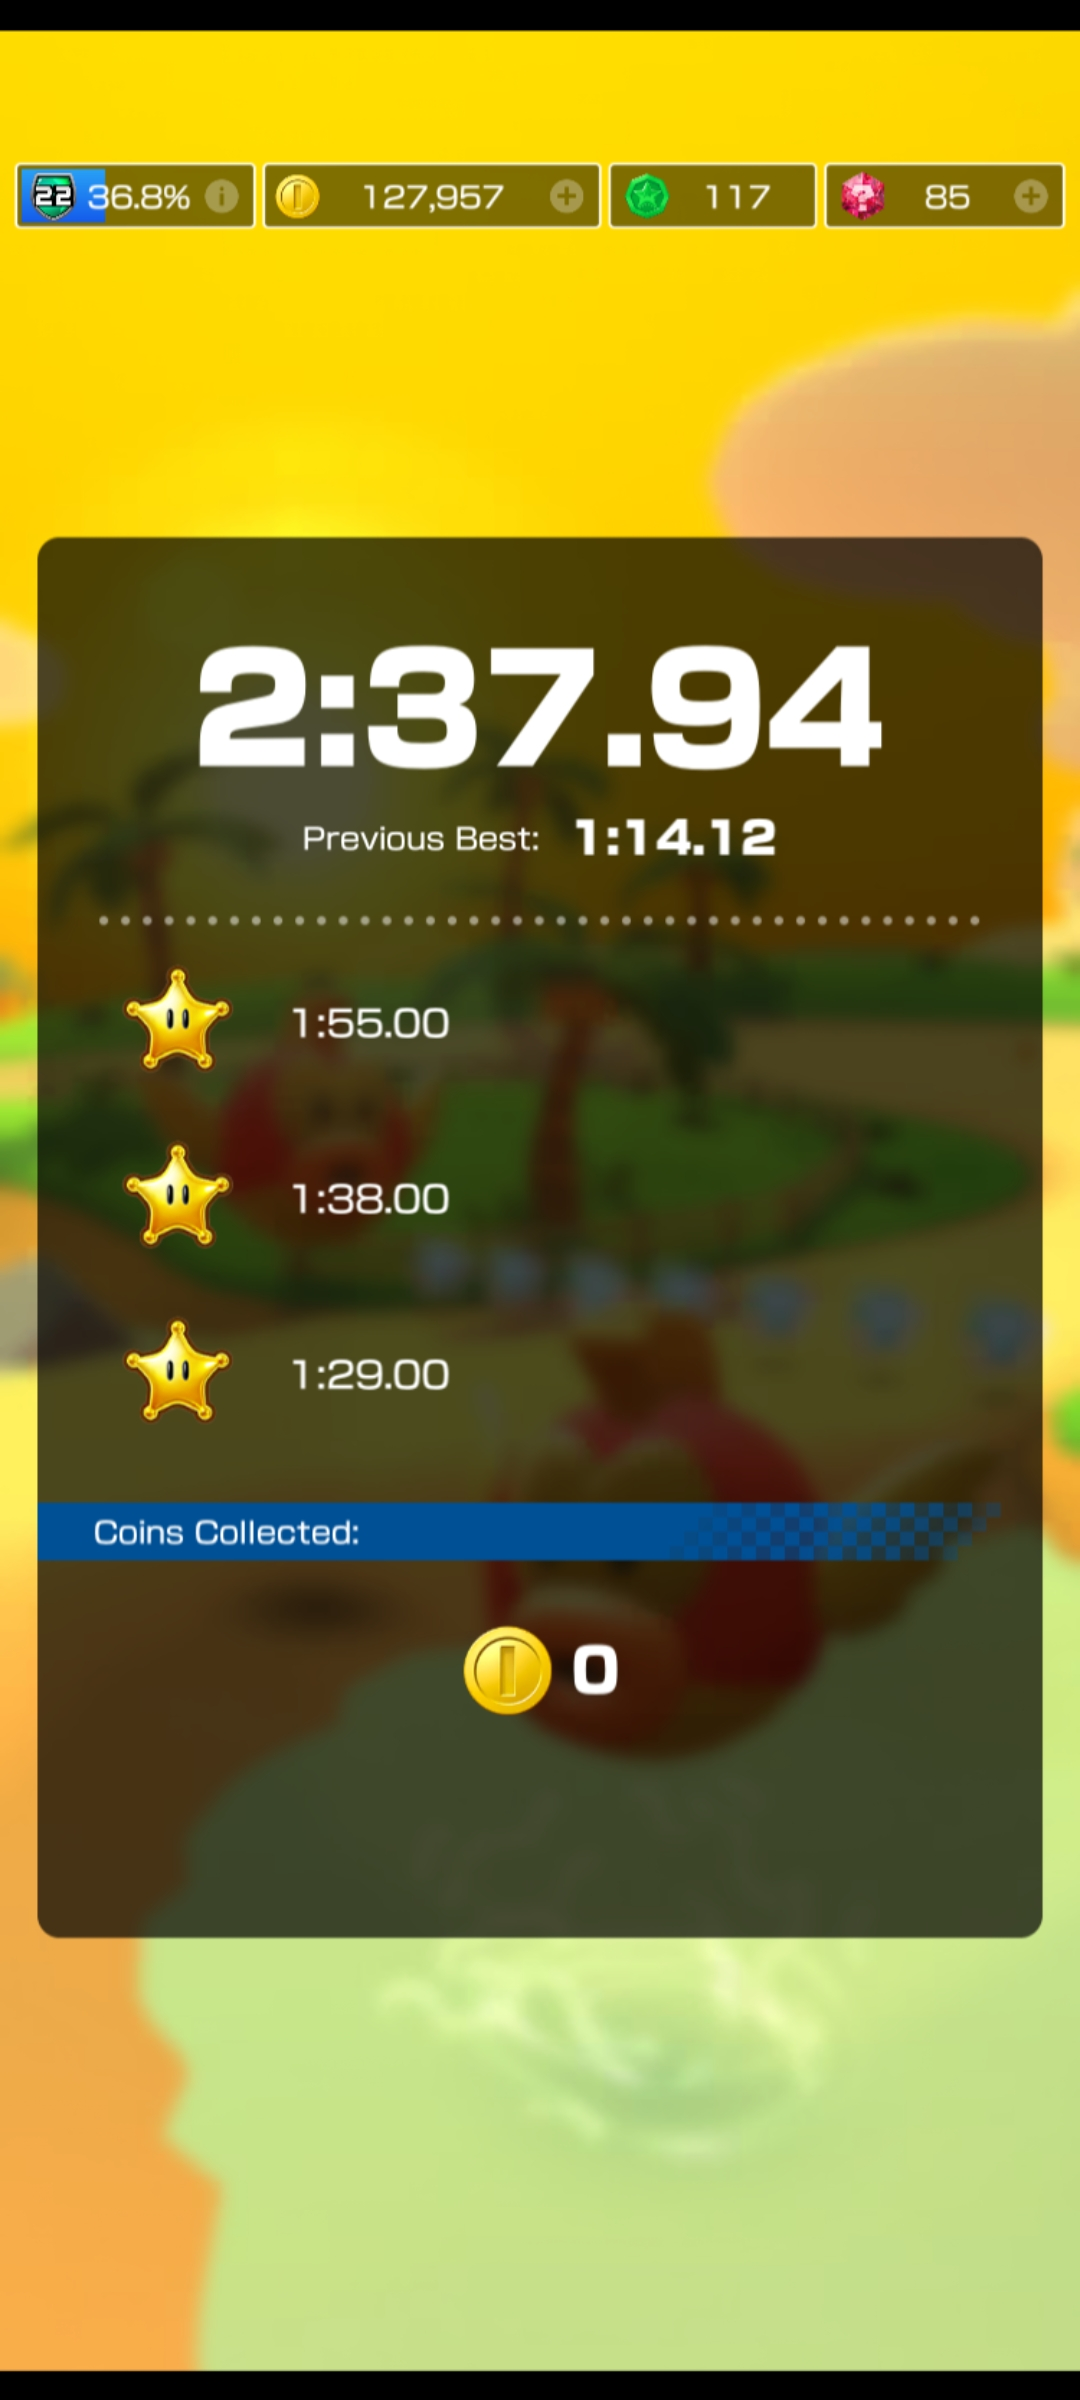 22 36.8% i 127,957 + 117 ? 85 +
2:37.94
Previous Best: 1:14.12
1:55.00
1:38.00
1:29.00
Coins Collected:
0